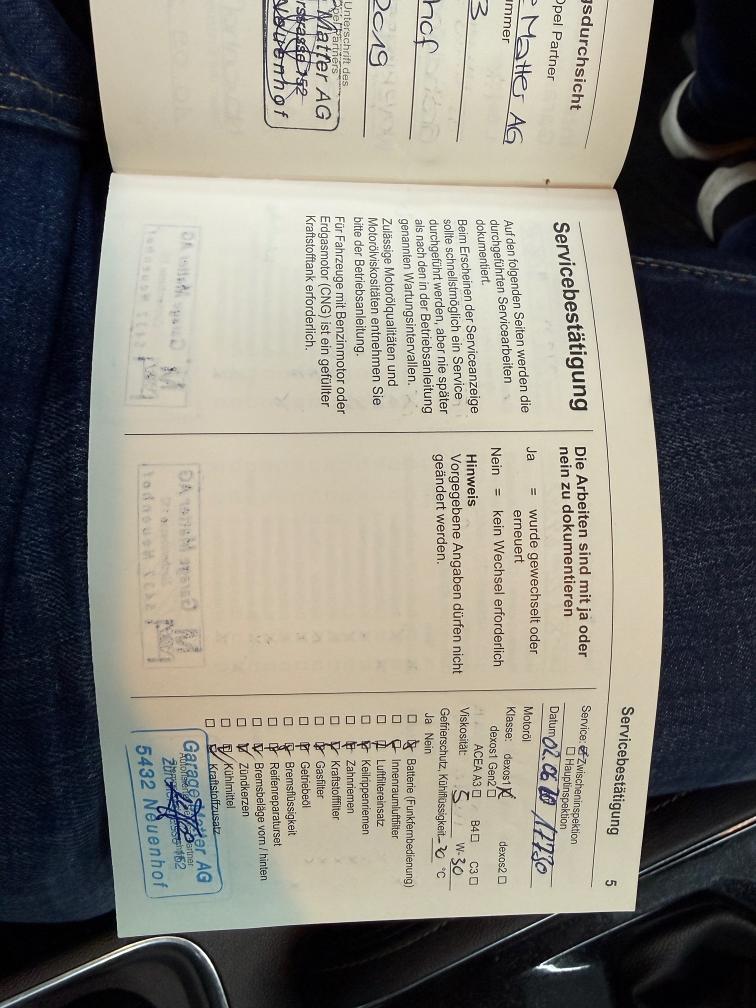 gsdurchsicht
Opel Partner
Matter AG
ummer
3
hof
2019
Unterschrift des
Opel Partners
Matter AG
rstrasse 152
Neuenhof
Servicebestätigung
Auf den folgenden Seiten werden die
durchgeführten Servicearbeiten
dokumentiert.
Beim Erscheinen der Serviceanzeige
sollte schnellstmöglich ein Service
durchgeführt werden, aber nie später
als nach den in der Betriebsanleitung
genannten Wartungsintervallen.
Zulässige Motorölqualitäten und
Motorölviskositäten entnehmen Sie
bitte der Betriebsanleitung.
Für Fahrzeuge mit Benzinmotor oder
Erdgasmotor (CNG) ist ein gefüllter
Kraftstofftank erforderlich.
Die Arbeiten sind mit ja oder
nein zu dokumentieren
Ja = wurde gewechselt oder
erneuert
Nein = kein Wechsel erforderlich
Hinweis
Vorgegebene Angaben dürfen nicht
geändert werden.
Servicebestätigung 5
Service: Zwischeninspektion
Hauptinspektion
Datum 02.06
Motoröl
Klasse: dexos1 dexos2
dexos1 Gen2
ACEA A3 B4 C3
Viskosität: 5 W- 30
Gefrierschutz, Kühlflüssigkeit °C
Ja Nein
Batterie (Funkfernbedienung)
Innenraumluftfilter
Luftfiltereinsatz
Keilrippenriemen
Zahnriemen
Kraftstofffilter
Gasfilter
Getriebeöl
Bremsflüssigkeit
Reifenreparaturset
Bremsbeläge vorn / hinten
Zündkerzen
Kühlmittel
Kraftstoffzusatz
Garage Matter AG
152
5432 Neuenhof